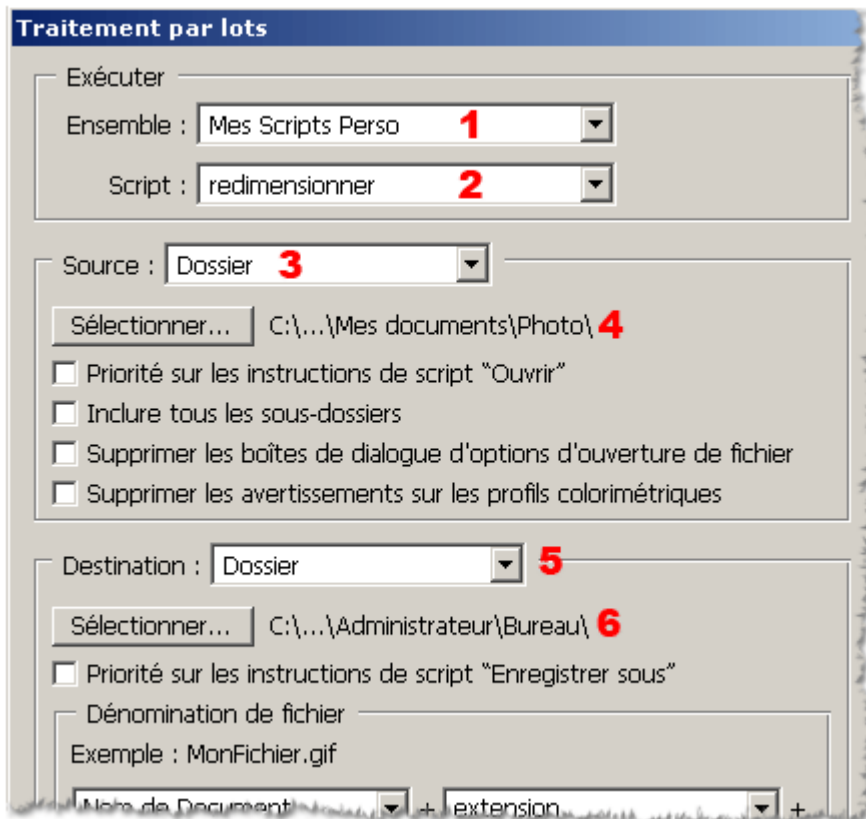 Traitement par lots
Exécuter
Ensemble : Mes Scripts Perso 1
Script : redimensionner 2
Source : Dossier 3
Sélectionner... C:\...\Mes documents\Photo\ 4
Priorité sur les instructions de script "Ouvrir"
Inclure tous les sous-dossiers
Supprimer les boîtes de dialogue d'options d'ouverture de fichier
Supprimer les avertissements sur les profils colorimétriques
Destination : Dossier 5
Sélectionner... C:\...\Administrateur\Bureau\ 6
Priorité sur les instructions de script "Enregistrer sous"
Dénomination de fichier
Exemple : MonFichier.gif
Nom de Document + extension +